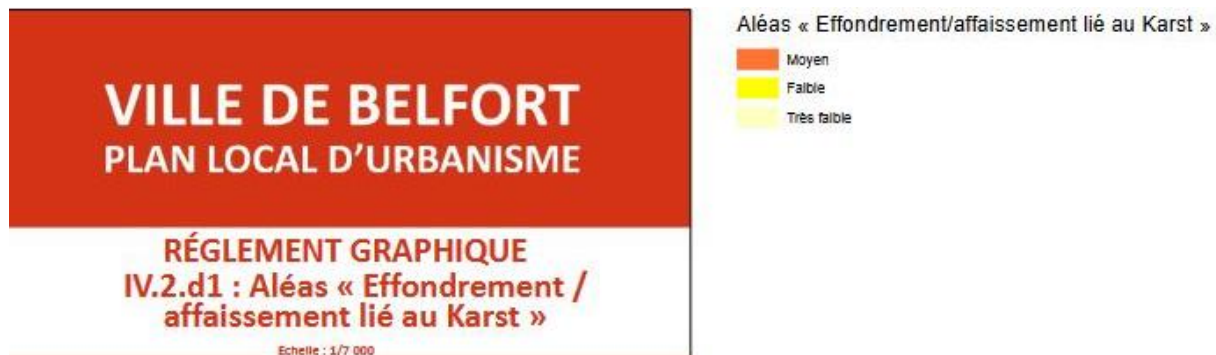 VILLE DE BELFORT
PLAN LOCAL D'URBANISME
RÉGLEMENT GRAPHIQUE
IV.2.d1 : Aléas « Effondrement /
affaissement lié au Karst »
Echelle : 1/7 000
Aléas « Effondrement/affaissement lié au Karst »
Moyen
Faible
Très faible